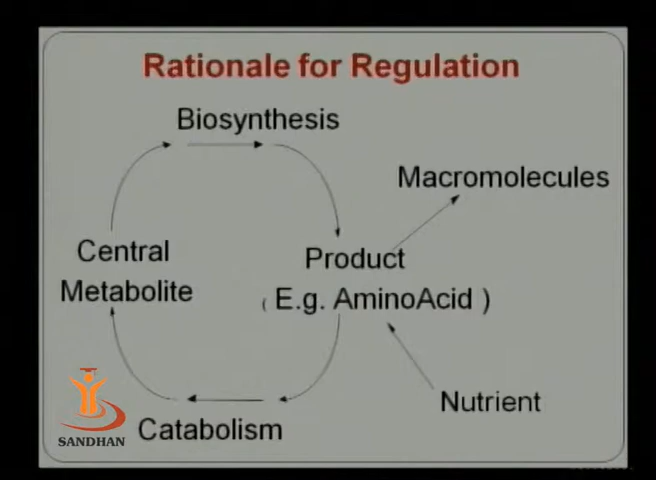 Rationale for Regulation
Biosynthesis
Macromolecules
Central
Metabolite
Product
( E.g. AminoAcid )
Nutrient
Catabolism
SANDHAN